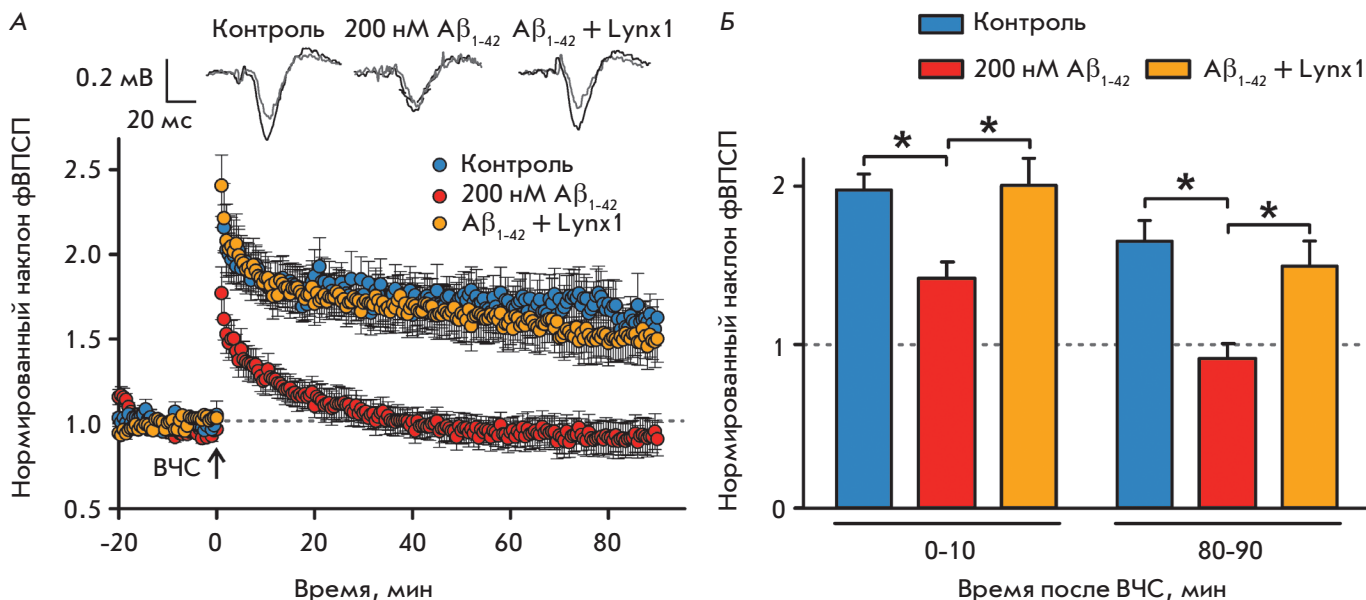 А
Контроль 200 нМ Aβ₁₋₄₂ Aβ₁₋₄₂ + Lynx1
0.2 мВ
20 мс
Контроль
200 нМ Aβ₁₋₄₂
Aβ₁₋₄₂ + Lynx1
Нормированный наклон фВПСП
2.5
2.0
1.5
1.0
0.5
ВЧС
-20 0 20 40 60 80
Время, мин
Б
Контроль
200 нМ Aβ₁₋₄₂ Aβ₁₋₄₂ + Lynx1
* *
* *
Нормированный наклон фВПСП
2
1
0
0-10 80-90
Время после ВЧС, мин